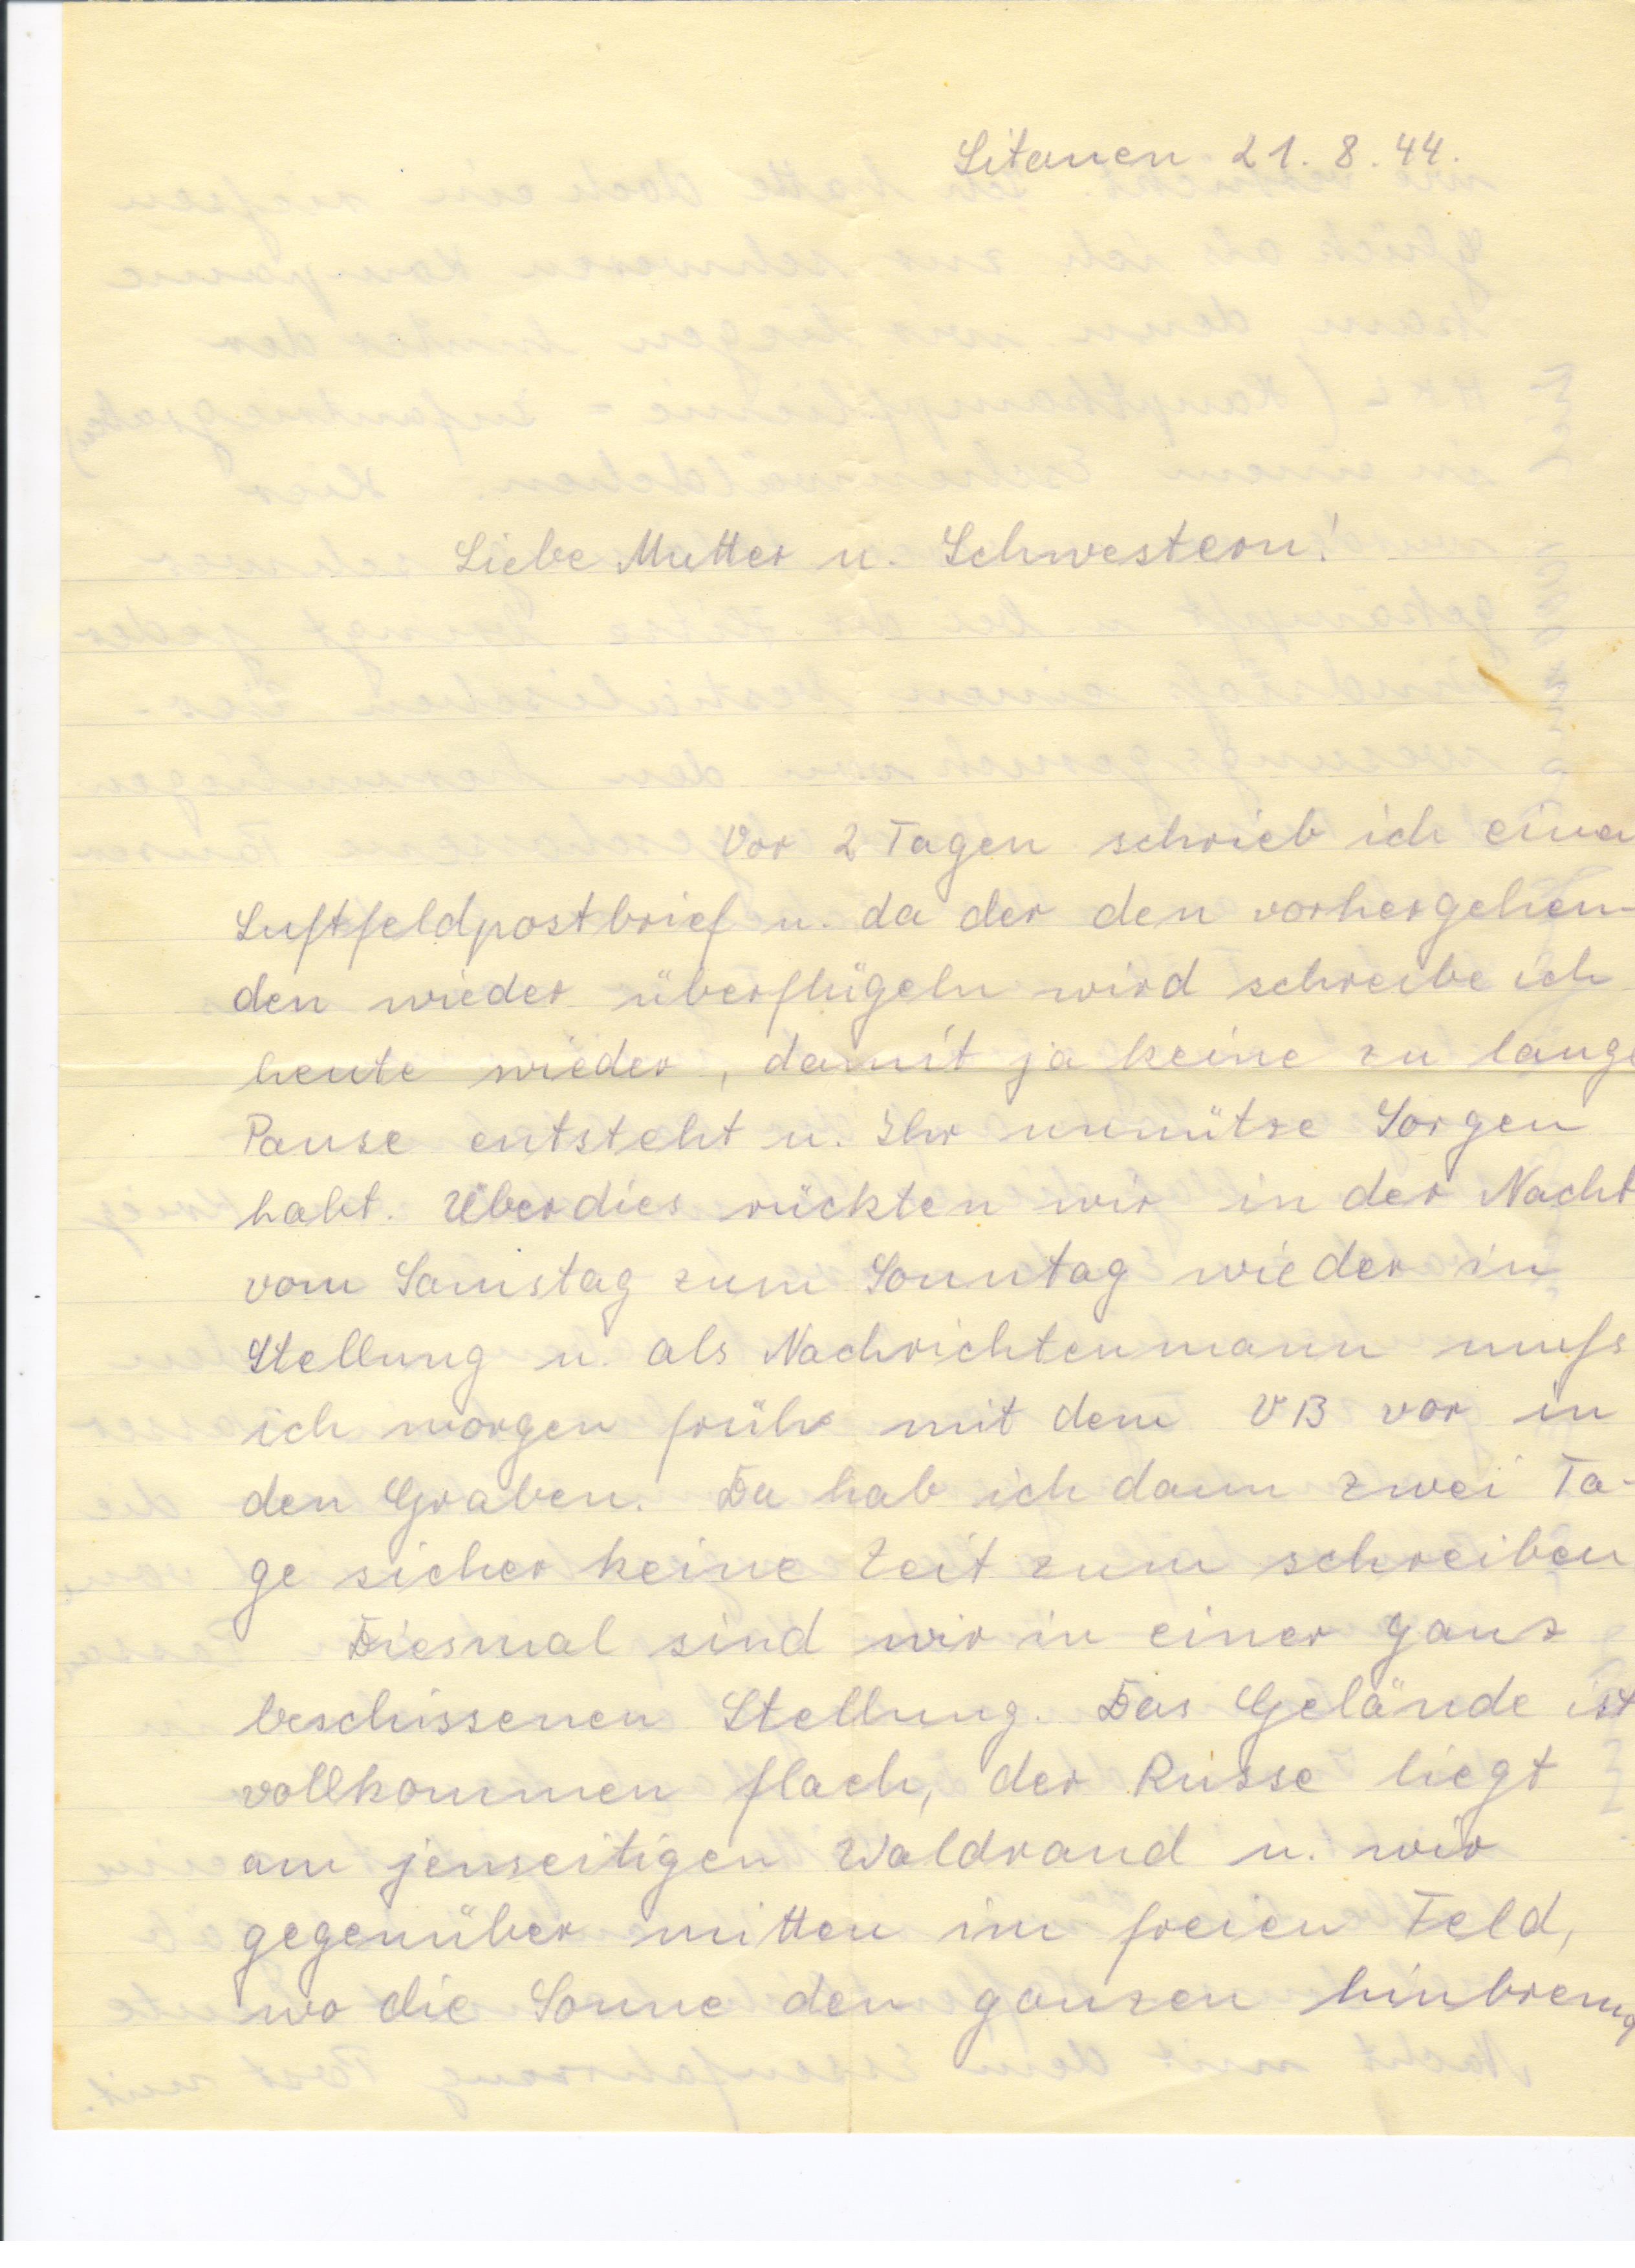 Litauen 21. 8. 44.
Liebe Mutter u. Schwestern!
Vor 2 Tagen schrieb ich einen
Luftfeldpostbrief u. da der den vorhergehen-
den wieder überflügeln wird schreibe ich
heute wieder, damit ja keine zu lange
Pause entsteht u. Ihr unnütze Sorgen
habt. Überdies rückten wir in der Nacht
vom Samstag zum Sonntag wieder in
Stellung u. als Nachrichtenmann muß
ich morgen früh mit dem VB vor in
den Graben. Da hab ich dann zwei Ta-
ge sicher keine Zeit zum schreiben
Diesmal sind wir in einer ganz
beschissenen Stellung. Das Gelände ist
vollkommen flach, der Russe liegt
am jenseitigen Waldrand u. wir
gegenüber mitten im freien Feld,
wo die Sonne den ganzen